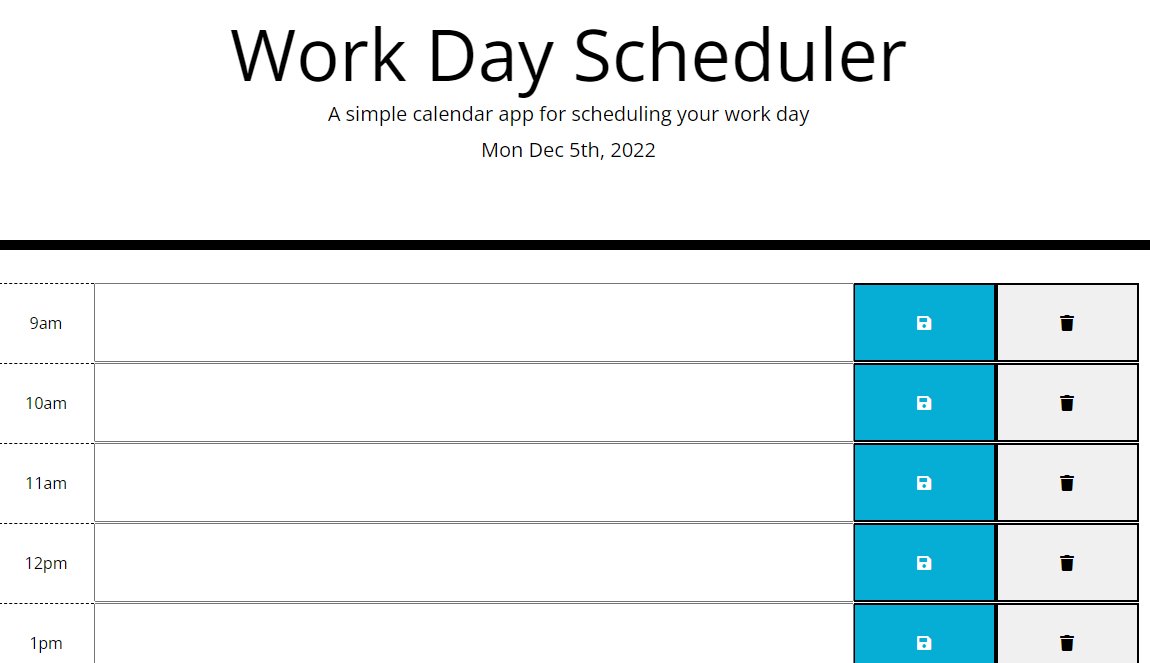 Work Day Scheduler
A simple calendar app for scheduling your work day
Mon Dec 5th, 2022
9am
10am
11am
12pm
1pm